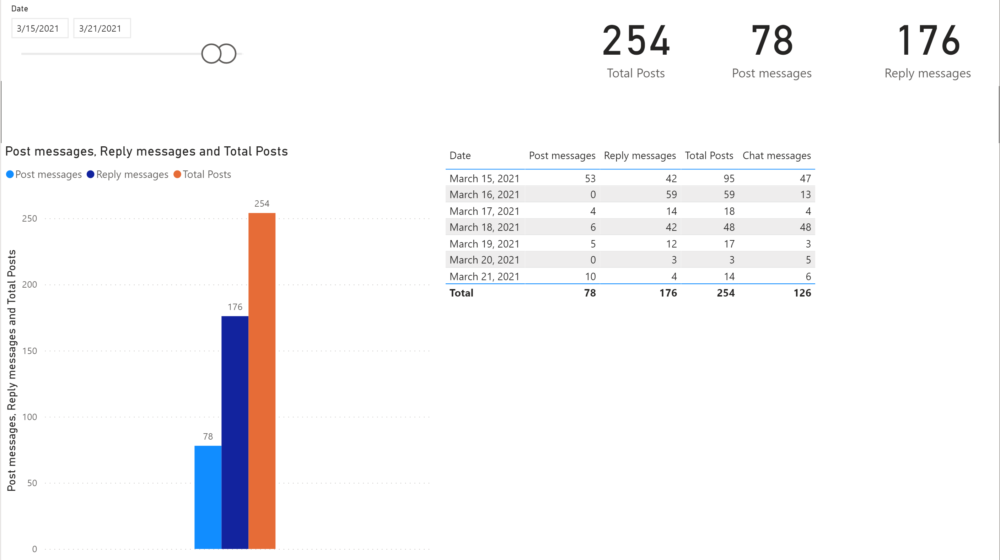 Date
3/15/2021 3/21/2021
254 78 176
Total Posts Post messages Reply messages
Post messages, Reply messages and Total Posts
Post messages Reply messages Total Posts
Post messages, Reply messages and Total Posts
254
250
200
176
150
100
78
50
0
Date Post messages Reply messages Total Posts Chat messages
March 15, 2021 53 42 95 47
March 16, 2021 0 59 59 13
March 17, 2021 4 14 18 4
March 18, 2021 6 42 48 48
March 19, 2021 5 12 17 3
March 20, 2021 0 3 3 5
March 21, 2021 10 4 14 6
Total 78 176 254 126